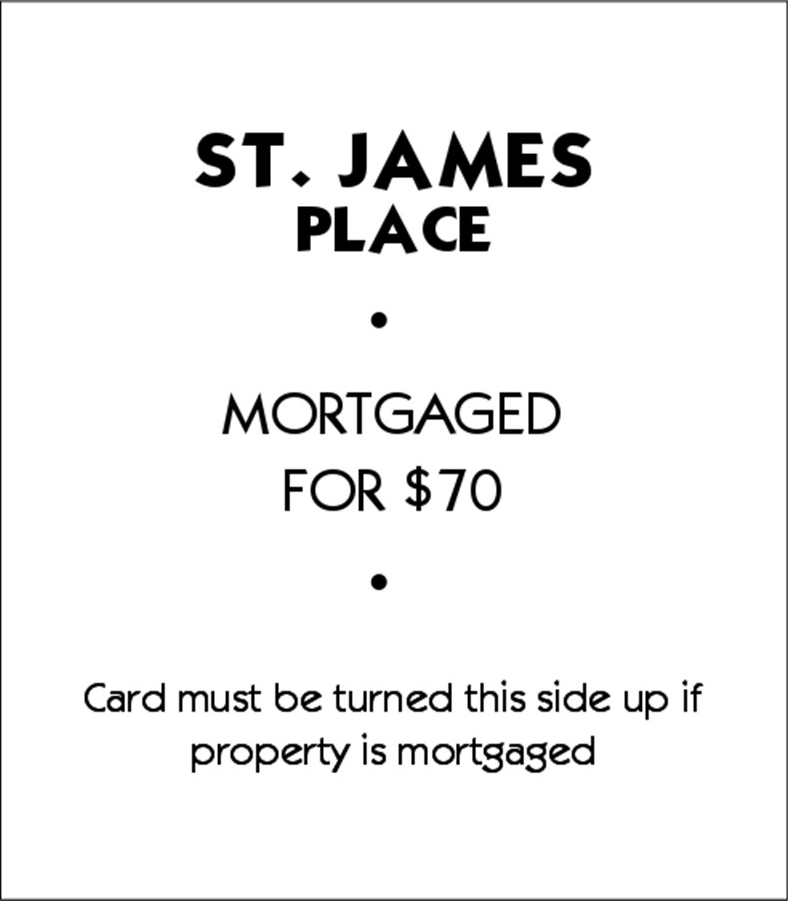 ST. JAMES
PLACE
•
MORTGAGED
FOR $70
•
Card must be turned this side up if
property is mortgaged